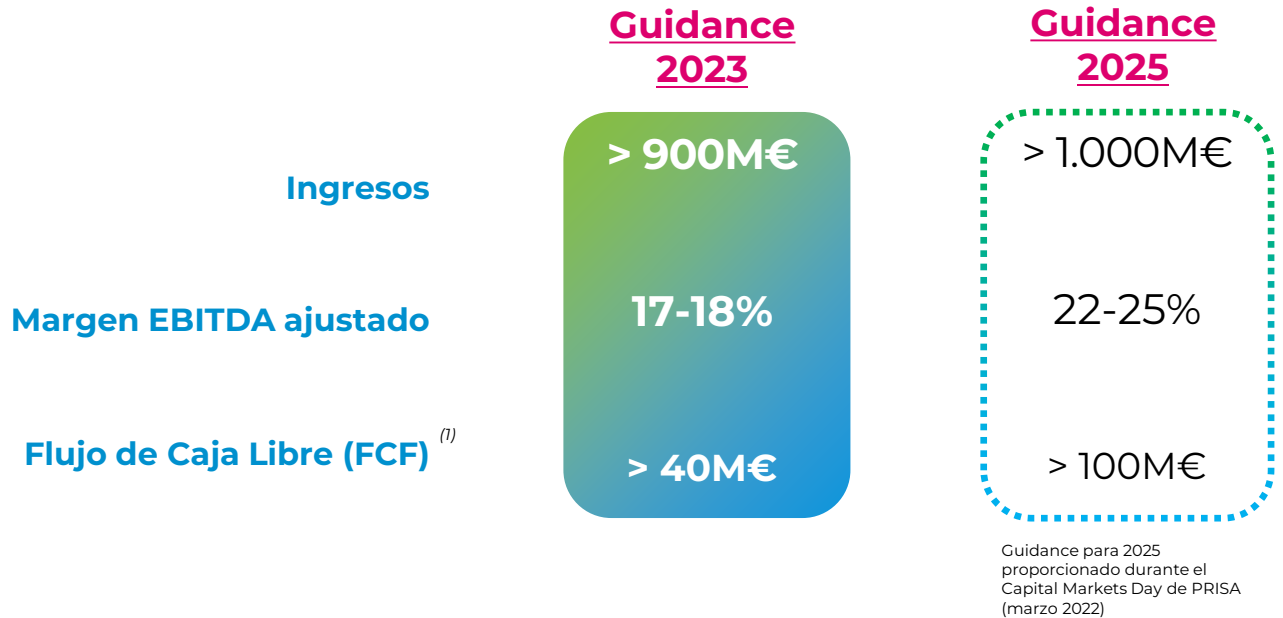 Guidance
2023
Guidance
2025
Ingresos
> 900M€
> 1.000M€
Margen EBITDA ajustado
17-18%
22-25%
Flujo de Caja Libre (FCF) (1)
> 40M€
> 100M€
Guidance para 2025
proporcionado durante el
Capital Markets Day de PRISA
(marzo 2022)